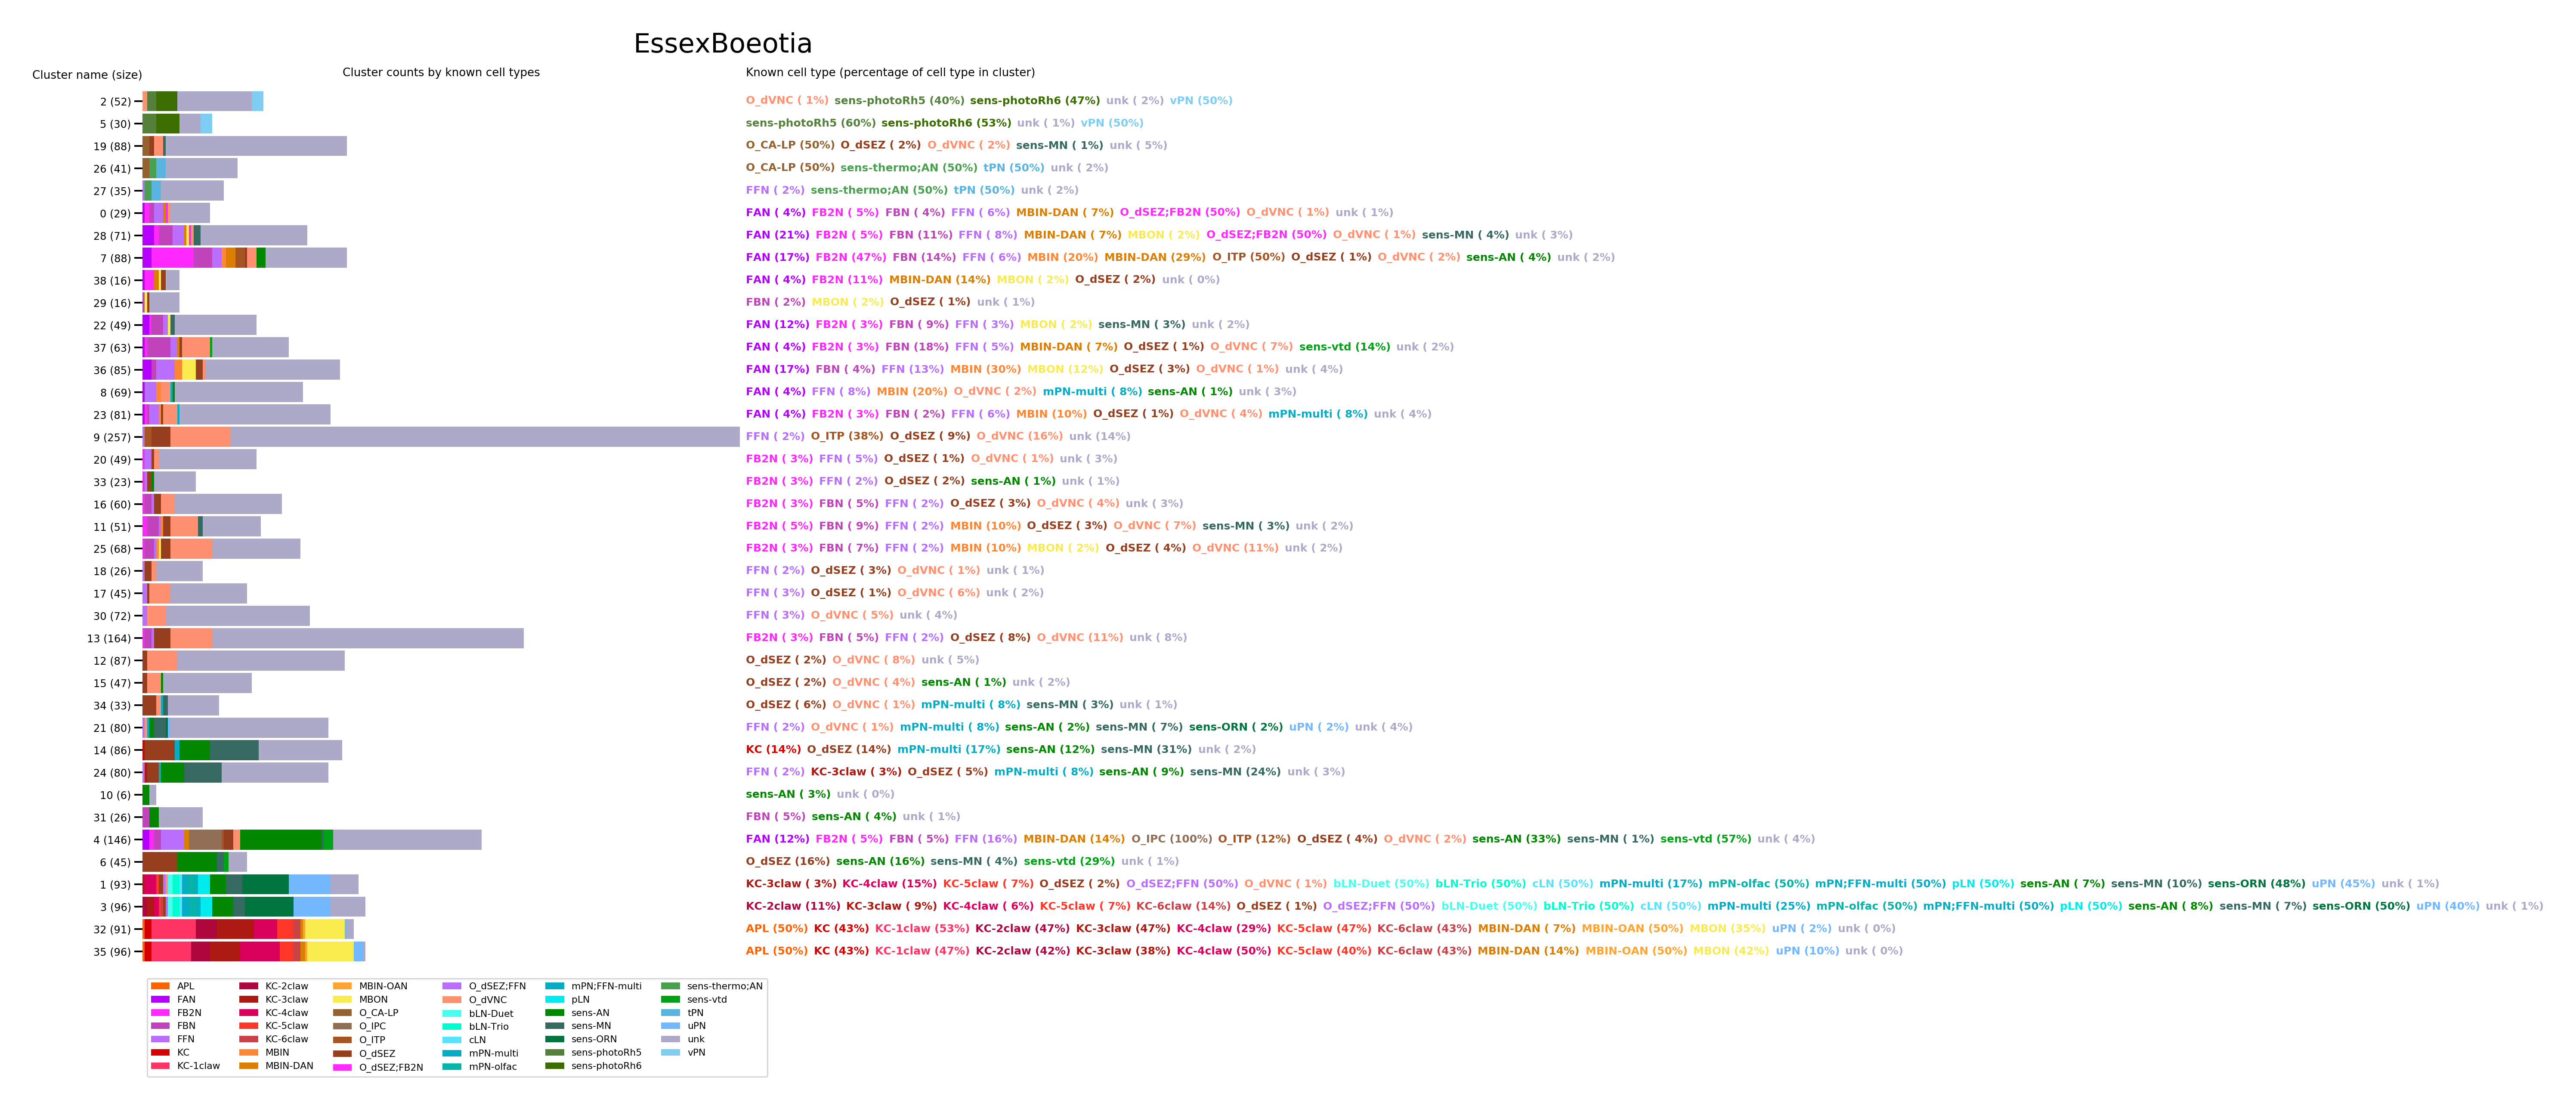 EssexBoeotia
Cluster name (size) Cluster counts by known cell types Known cell type (percentage of cell type in cluster)
2 (52) O_dVNC ( 1%) sens-photoRh5 (40%) sens-photoRh6 (47%) unk ( 2%) vPN (50%)
5 (30) sens-photoRh5 (60%) sens-photoRh6 (53%) unk ( 1%) vPN (50%)
19 (88) O_CA-LP (50%) O_dSEZ ( 2%) O_dVNC ( 2%) sens-MN ( 1%) unk ( 5%)
26 (41) O_CA-LP (50%) sens-thermo;AN (50%) tPN (50%) unk ( 2%)
27 (35) FFN ( 2%) sens-thermo;AN (50%) tPN (50%) unk ( 2%)
0 (29) FAN ( 4%) FB2N ( 5%) FBN ( 4%) FFN ( 6%) MBIN-DAN ( 7%) O_dSEZ;FB2N (50%) O_dVNC ( 1%) unk ( 1%)
28 (71) FAN (21%) FB2N ( 5%) FBN (11%) FFN ( 8%) MBIN-DAN ( 7%) MBON ( 2%) O_dSEZ;FB2N (50%) O_dVNC ( 1%) sens-MN ( 4%) unk ( 3%)
7 (88) FAN (17%) FB2N (47%) FBN (14%) FFN ( 6%) MBIN (20%) MBIN-DAN (29%) O_ITP (50%) O_dSEZ ( 1%) O_dVNC ( 2%) sens-AN ( 4%) unk ( 2%)
38 (16) FAN ( 4%) FB2N (11%) MBIN-DAN (14%) MBON ( 2%) O_dSEZ ( 2%) unk ( 0%)
29 (16) FBN ( 2%) MBON ( 2%) O_dSEZ ( 1%) unk ( 1%)
22 (49) FAN (12%) FB2N ( 3%) FBN ( 9%) FFN ( 3%) MBON ( 2%) sens-MN ( 3%) unk ( 2%)
37 (63) FAN ( 4%) FB2N ( 3%) FBN (18%) FFN ( 5%) MBIN-DAN ( 7%) O_dSEZ ( 1%) O_dVNC ( 7%) sens-vtd (14%) unk ( 2%)
36 (85) FAN (17%) FBN ( 4%) FFN (13%) MBIN (30%) MBON (12%) O_dSEZ ( 3%) O_dVNC ( 1%) unk ( 4%)
8 (69) FAN ( 4%) FFN ( 8%) MBIN (20%) O_dVNC ( 2%) mPN-multi ( 8%) sens-AN ( 1%) unk ( 3%)
23 (81) FAN ( 4%) FB2N ( 3%) FBN ( 2%) FFN ( 6%) MBIN (10%) O_dSEZ ( 1%) O_dVNC ( 4%) mPN-multi ( 8%) unk ( 4%)
9 (257) FFN ( 2%) O_ITP (38%) O_dSEZ ( 9%) O_dVNC (16%) unk (14%)
20 (49) FB2N ( 3%) FFN ( 5%) O_dSEZ ( 1%) O_dVNC ( 1%) unk ( 3%)
33 (23) FB2N ( 3%) FFN ( 2%) O_dSEZ ( 2%) sens-AN ( 1%) unk ( 1%)
16 (60) FB2N ( 3%) FBN ( 5%) FFN ( 2%) O_dSEZ ( 3%) O_dVNC ( 4%) unk ( 3%)
11 (51) FB2N ( 5%) FBN ( 9%) FFN ( 2%) MBIN (10%) O_dSEZ ( 3%) O_dVNC ( 7%) sens-MN ( 3%) unk ( 2%)
25 (68) FB2N ( 3%) FBN ( 7%) FFN ( 2%) MBIN (10%) MBON ( 2%) O_dSEZ ( 4%) O_dVNC (11%) unk ( 2%)
18 (26) FFN ( 2%) O_dSEZ ( 3%) O_dVNC ( 1%) unk ( 1%)
17 (45) FFN ( 3%) O_dSEZ ( 1%) O_dVNC ( 6%) unk ( 2%)
30 (72) FFN ( 3%) O_dVNC ( 5%) unk ( 4%)
13 (164) FB2N ( 3%) FBN ( 5%) FFN ( 2%) O_dSEZ ( 8%) O_dVNC (11%) unk ( 8%)
12 (87) O_dSEZ ( 2%) O_dVNC ( 8%) unk ( 5%)
15 (47) O_dSEZ ( 2%) O_dVNC ( 4%) sens-AN ( 1%) unk ( 2%)
34 (33) O_dSEZ ( 6%) O_dVNC ( 1%) mPN-multi ( 8%) sens-MN ( 3%) unk ( 1%)
21 (80) FFN ( 2%) O_dVNC ( 1%) mPN-multi ( 8%) sens-AN ( 2%) sens-MN ( 7%) sens-ORN ( 2%) uPN ( 2%) unk ( 4%)
14 (86) KC (14%) O_dSEZ (14%) mPN-multi (17%) sens-AN (12%) sens-MN (31%) unk ( 2%)
24 (80) FFN ( 2%) KC-3claw ( 3%) O_dSEZ ( 5%) mPN-multi ( 8%) sens-AN ( 9%) sens-MN (24%) unk ( 3%)
10 (6) sens-AN ( 3%) unk ( 0%)
31 (26) FBN ( 5%) sens-AN ( 4%) unk ( 1%)
4 (146) FAN (12%) FB2N ( 5%) FBN ( 5%) FFN (16%) MBIN-DAN (14%) O_IPC (100%) O_ITP (12%) O_dSEZ ( 4%) O_dVNC ( 2%) sens-AN (33%) sens-MN ( 1%) sens-vtd (57%) unk ( 4%)
6 (45) O_dSEZ (16%) sens-AN (16%) sens-MN ( 4%) sens-vtd (29%) unk ( 1%)
1 (93) KC-3claw ( 3%) KC-4claw (15%) KC-5claw ( 7%) O_dSEZ ( 2%) O_dSEZ;FFN (50%) O_dVNC ( 1%) bLN-Duet (50%) bLN-Trio (50%) cLN (50%) mPN-multi (17%) mPN-olfac (50%) mPN;FFN-multi (50%) pLN (50%) sens-AN ( 7%) sens-MN (10%) sens-ORN (48%) uPN (45%) unk ( 1%)
3 (96) KC-2claw (11%) KC-3claw ( 9%) KC-4claw ( 6%) KC-5claw ( 7%) KC-6claw (14%) O_dSEZ ( 1%) O_dSEZ;FFN (50%) bLN-Duet (50%) bLN-Trio (50%) cLN (50%) mPN-multi (25%) mPN-olfac (50%) mPN;FFN-multi (50%) pLN (50%) sens-AN ( 8%) sens-MN ( 7%) sens-ORN (50%) uPN (40%) unk ( 1%)
32 (91) APL (50%) KC (43%) KC-1claw (53%) KC-2claw (47%) KC-3claw (47%) KC-4claw (29%) KC-5claw (47%) KC-6claw (43%) MBIN-DAN ( 7%) MBIN-OAN (50%) MBON (35%) uPN ( 2%) unk ( 0%)
35 (96) APL (50%) KC (43%) KC-1claw (47%) KC-2claw (42%) KC-3claw (38%) KC-4claw (50%) KC-5claw (40%) KC-6claw (43%) MBIN-DAN (14%) MBIN-OAN (50%) MBON (42%) uPN (10%) unk ( 0%)
APL KC-2claw MBIN-OAN O_dSEZ;FFN mPN;FFN-multi sens-thermo;AN
FAN KC-3claw MBON O_dVNC pLN sens-vtd
FB2N KC-4claw O_CA-LP bLN-Duet sens-AN tPN
FBN KC-5claw O_IPC bLN-Trio sens-MN uPN
FFN KC-6claw O_ITP cLN sens-ORN unk
KC MBIN O_dSEZ mPN-multi sens-photoRh5 vPN
KC-1claw MBIN-DAN O_dSEZ;FB2N mPN-olfac sens-photoRh6